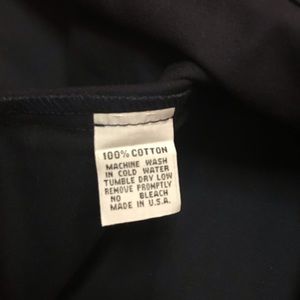 100% COTTON
MACHINE WASH
IN COLD WATER
TUMBLE DRY LOW
REMOVE PROMPTLY
NO BLEACH
MADE IN U.S.A.